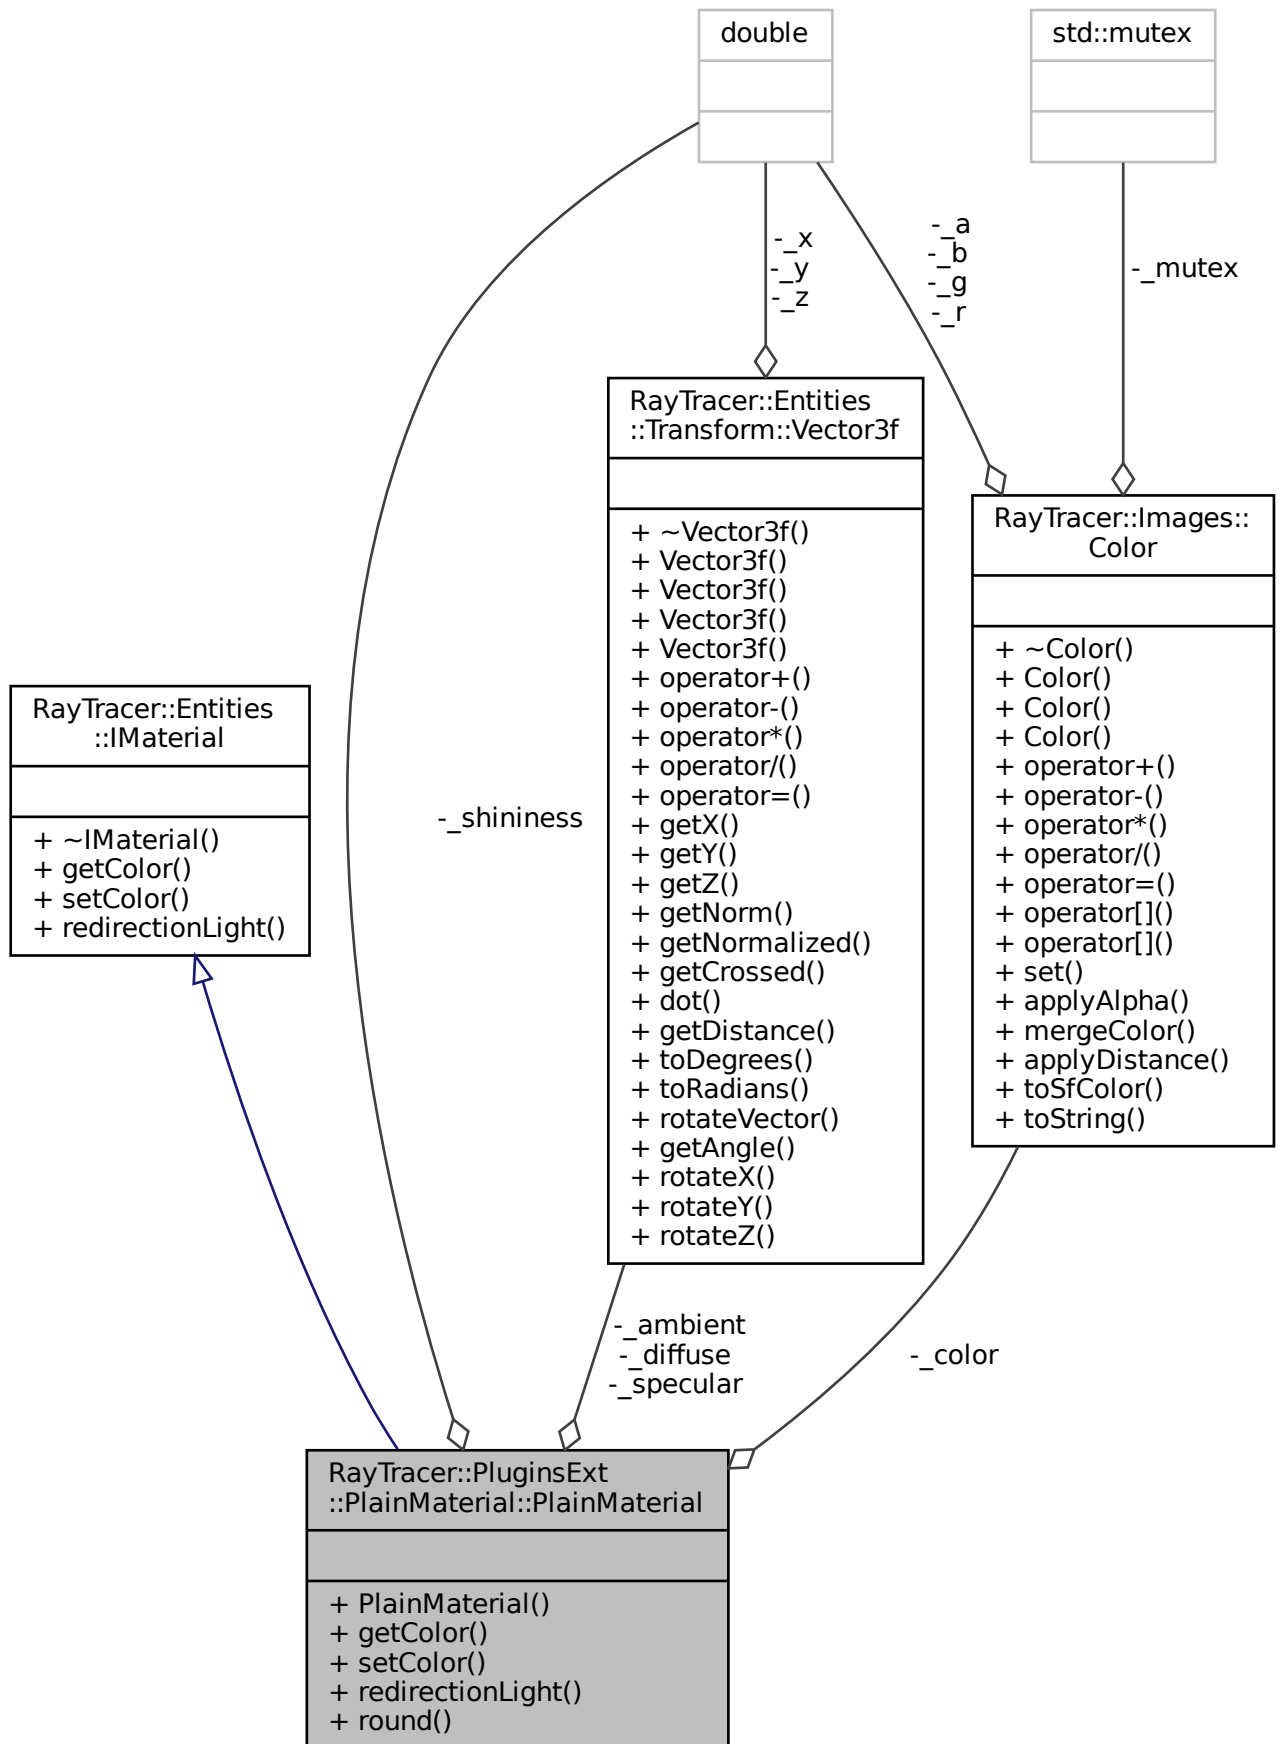 double
std::mutex
-_x
-_y
-_z
-_a
-_b
-_g
-_r
-_mutex
RayTracer::Entities
::Transform::Vector3f
+ ~Vector3f()
+ Vector3f()
+ Vector3f()
+ Vector3f()
+ Vector3f()
+ operator+()
+ operator-()
+ operator*()
+ operator/()
+ operator=()
+ getX()
+ getY()
+ getZ()
+ getNorm()
+ getNormalized()
+ getCrossed()
+ dot()
+ getDistance()
+ toDegrees()
+ toRadians()
+ rotateVector()
+ getAngle()
+ rotateX()
+ rotateY()
+ rotateZ()
RayTracer::Images::
Color
+ ~Color()
+ Color()
+ Color()
+ Color()
+ operator+()
+ operator-()
+ operator*()
+ operator/()
+ operator=()
+ operator[]()
+ operator[]()
+ set()
+ applyAlpha()
+ mergeColor()
+ applyDistance()
+ toSfColor()
+ toString()
RayTracer::Entities
::IMaterial
+ ~IMaterial()
+ getColor()
+ setColor()
+ redirectionLight()
-_shininess
-_ambient
-_diffuse
-_specular
-_color
RayTracer::PluginsExt
::PlainMaterial::PlainMaterial
+ PlainMaterial()
+ getColor()
+ setColor()
+ redirectionLight()
+ round()